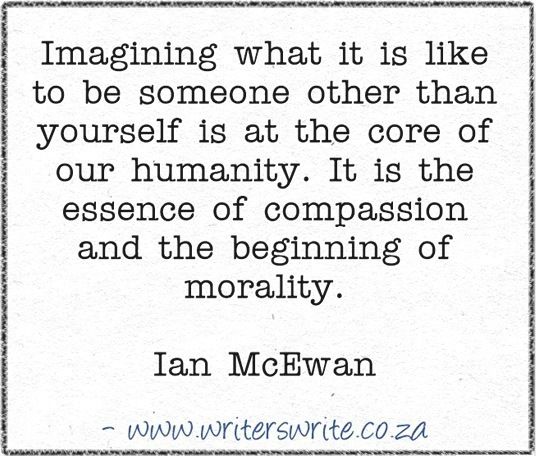 Imagining what it is like
to be someone other than
yourself is at the core of
our humanity. It is the
essence of compassion
and the beginning of
morality.
Ian McEwan
- www.writerswrite.co.za